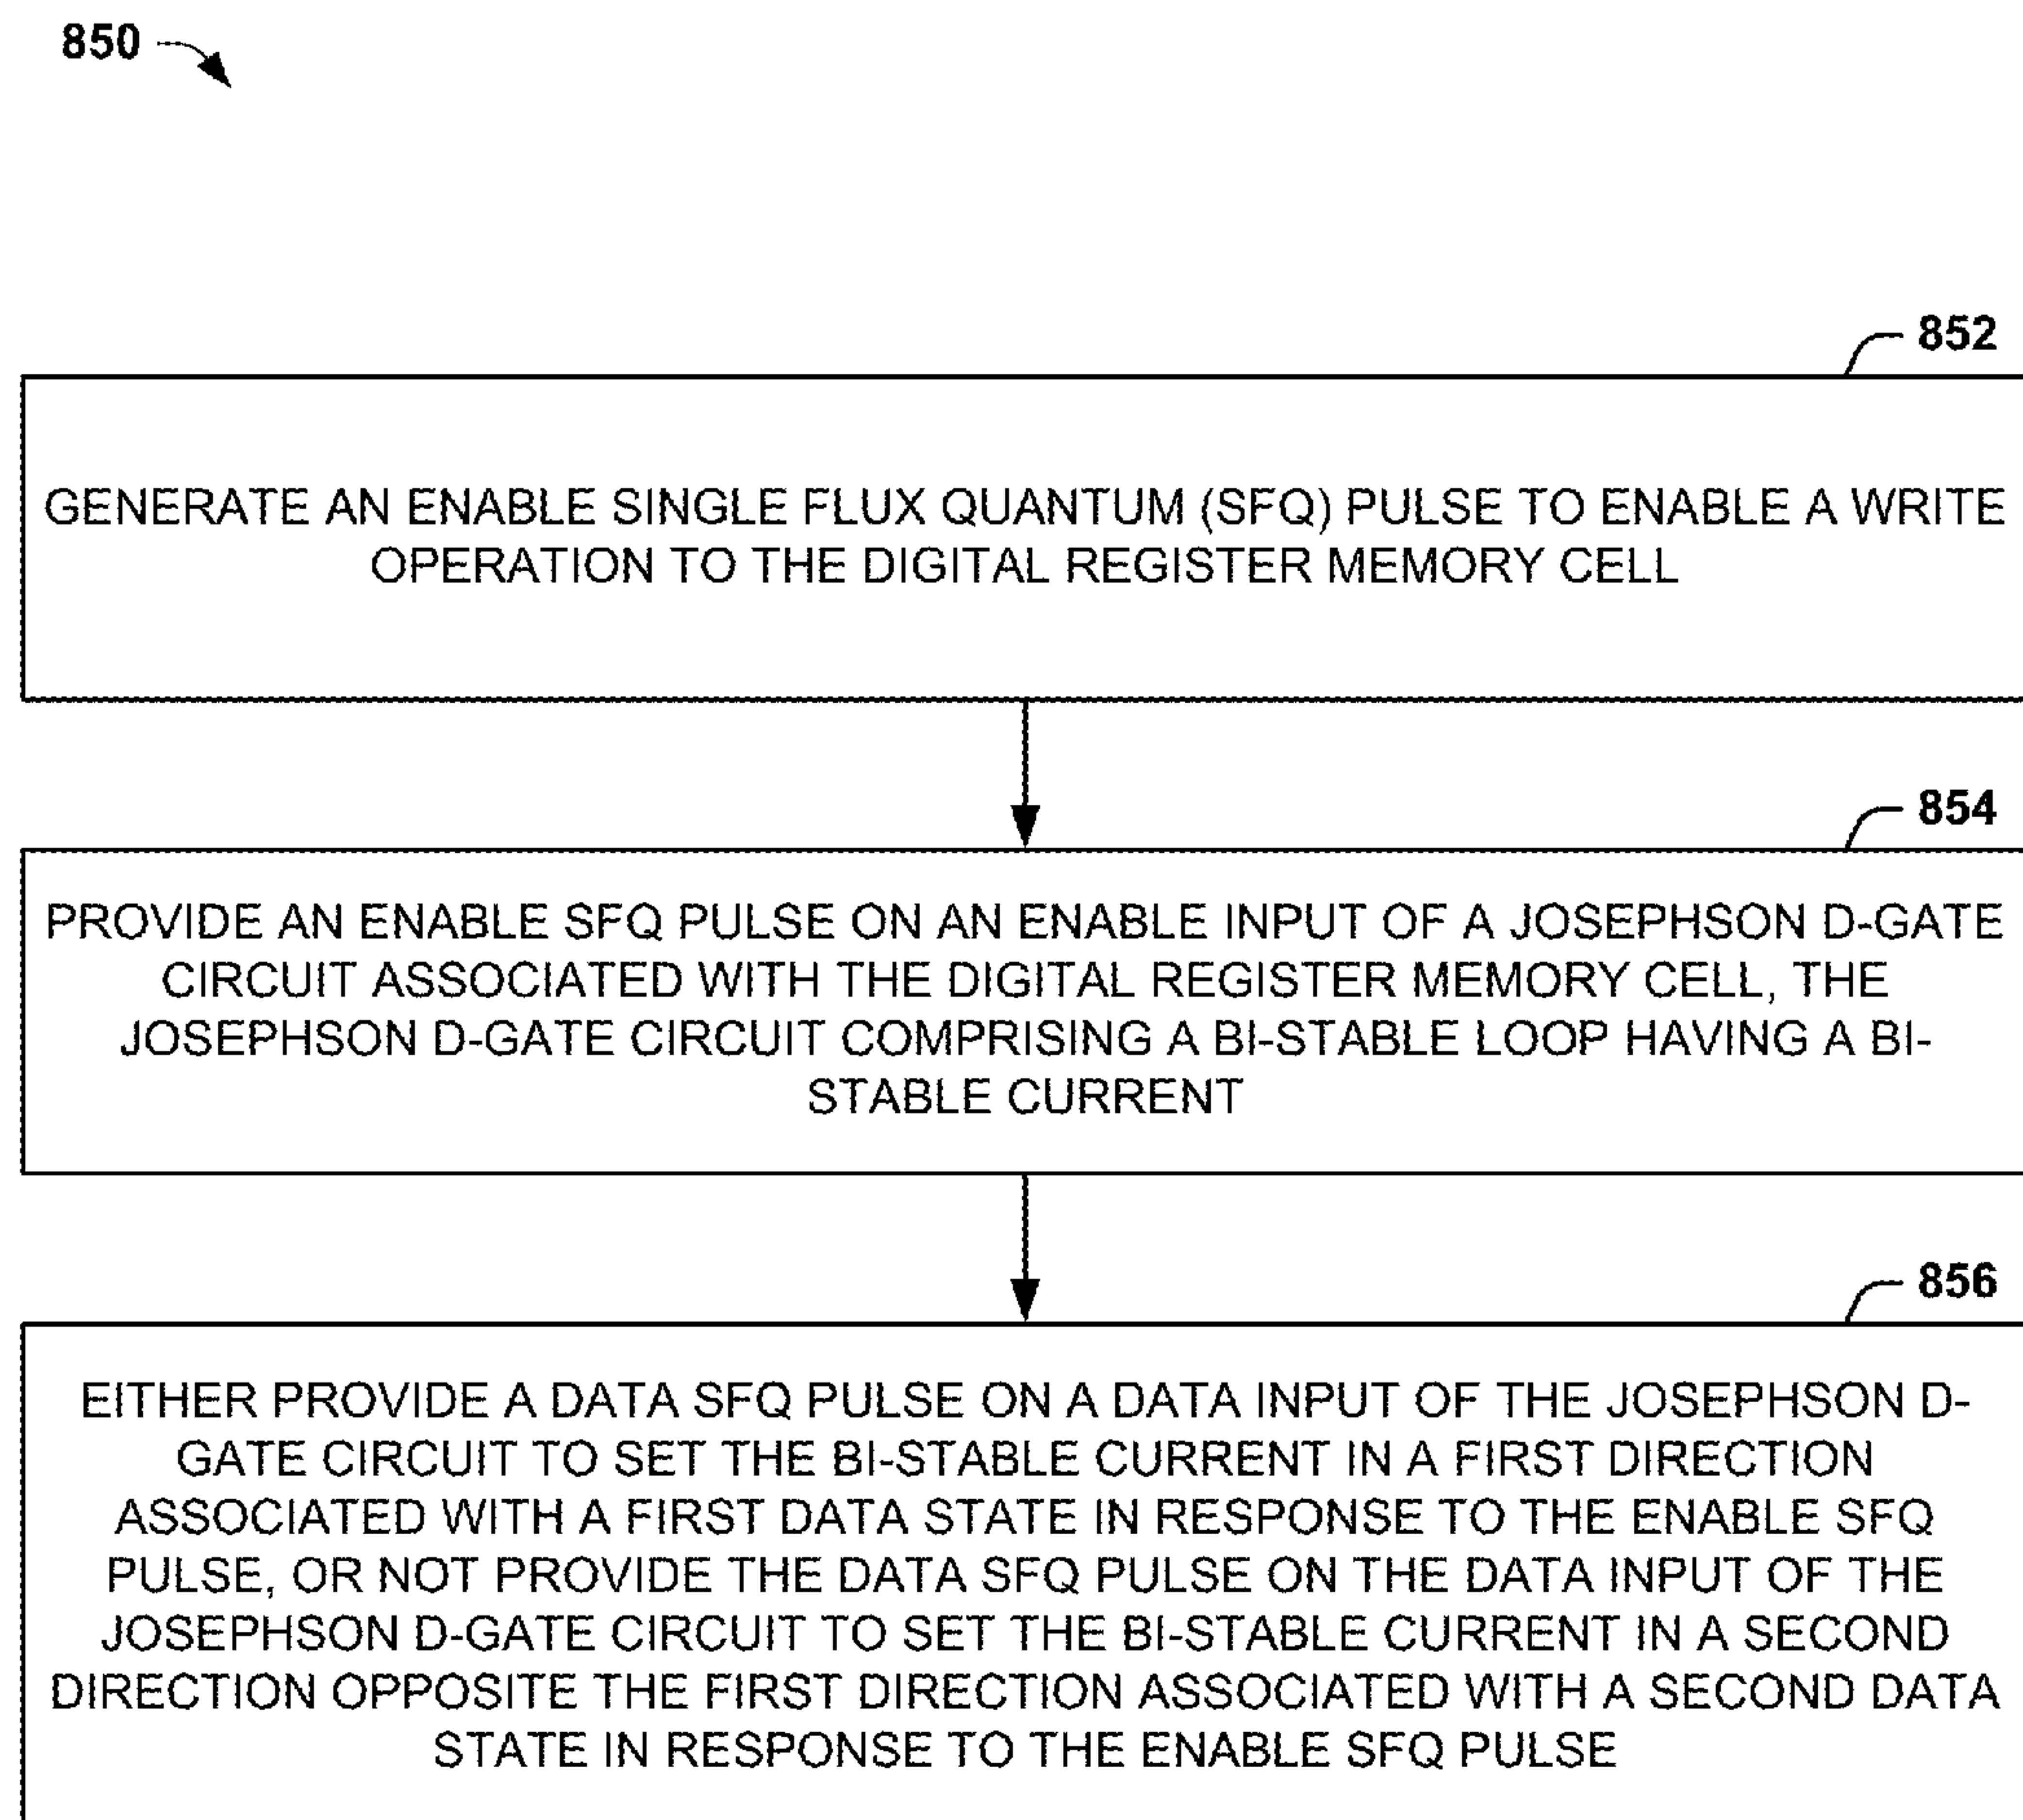 850
852
GENERATE AN ENABLE SINGLE FLUX QUANTUM (SFQ) PULSE TO ENABLE A WRITE
OPERATION TO THE DIGITAL REGISTER MEMORY CELL
854
PROVIDE AN ENABLE SFQ PULSE ON AN ENABLE INPUT OF A JOSEPHSON D-GATE
CIRCUIT ASSOCIATED WITH THE DIGITAL REGISTER MEMORY CELL, THE
JOSEPHSON D-GATE CIRCUIT COMPRISING A BI-STABLE LOOP HAVING A BI-
STABLE CURRENT
856
EITHER PROVIDE A DATA SFQ PULSE ON A DATA INPUT OF THE JOSEPHSON D-
GATE CIRCUIT TO SET THE BI-STABLE CURRENT IN A FIRST DIRECTION
ASSOCIATED WITH A FIRST DATA STATE IN RESPONSE TO THE ENABLE SFQ
PULSE, OR NOT PROVIDE THE DATA SFQ PULSE ON THE DATA INPUT OF THE
JOSEPHSON D-GATE CIRCUIT TO SET THE BI-STABLE CURRENT IN A SECOND
DIRECTION OPPOSITE THE FIRST DIRECTION ASSOCIATED WITH A SECOND DATA
STATE IN RESPONSE TO THE ENABLE SFQ PULSE